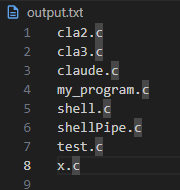 output.txt
1 cla2.c
2 cla3.c
3 claude.c
4 my_program.c
5 shell.c
6 shellPipe.c
7 test.c
8 x.c